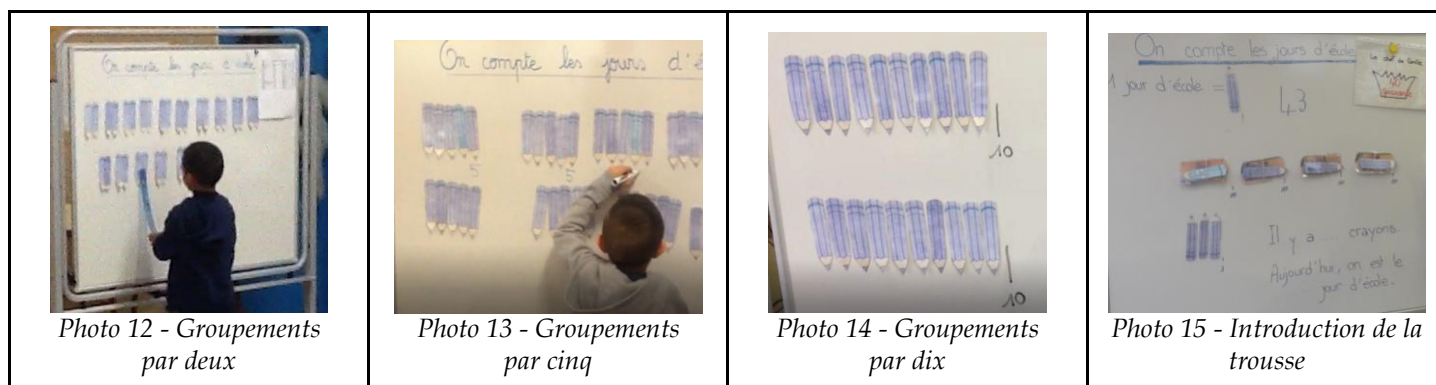 On compte les jours d'école
On compte les jours d'é
5
5
10
10
On compte les jours d'école
1 jour d'école =
43
Il y a .... crayons.
Aujourd'hui, on est le
jour d'école.
Photo 12 - Groupements
par deux
Photo 13 - Groupements
par cinq
Photo 14 - Groupements
par dix
Photo 15 - Introduction de la
trousse